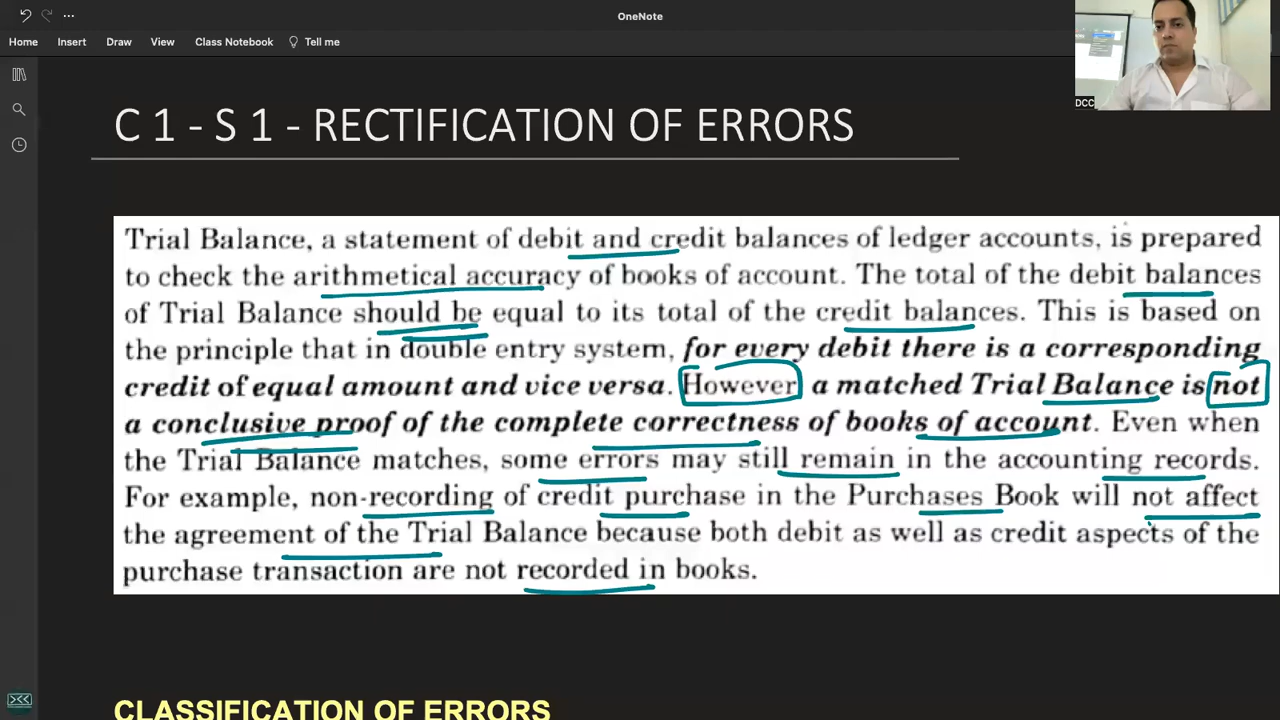 OneNote
Home Insert Draw View Class Notebook Tell me
DCC
C 1 - S 1 - RECTIFICATION OF ERRORS
Trial Balance, a statement of debit and credit balances of ledger accounts, is prepared
to check the arithmetical accuracy of books of account. The total of the debit balances
of Trial Balance should be equal to its total of the credit balances. This is based on
the principle that in double entry system, for every debit there is a corresponding
credit of equal amount and vice versa. However a matched Trial Balance is not
a conclusive proof of the complete correctness of books of account. Even when
the Trial Balance matches, some errors may still remain in the accounting records.
For example, non-recording of credit purchase in the Purchases Book will not affect
the agreement of the Trial Balance because both debit as well as credit aspects of the
purchase transaction are not recorded in books.
CLASSIFICATION OF ERRORS